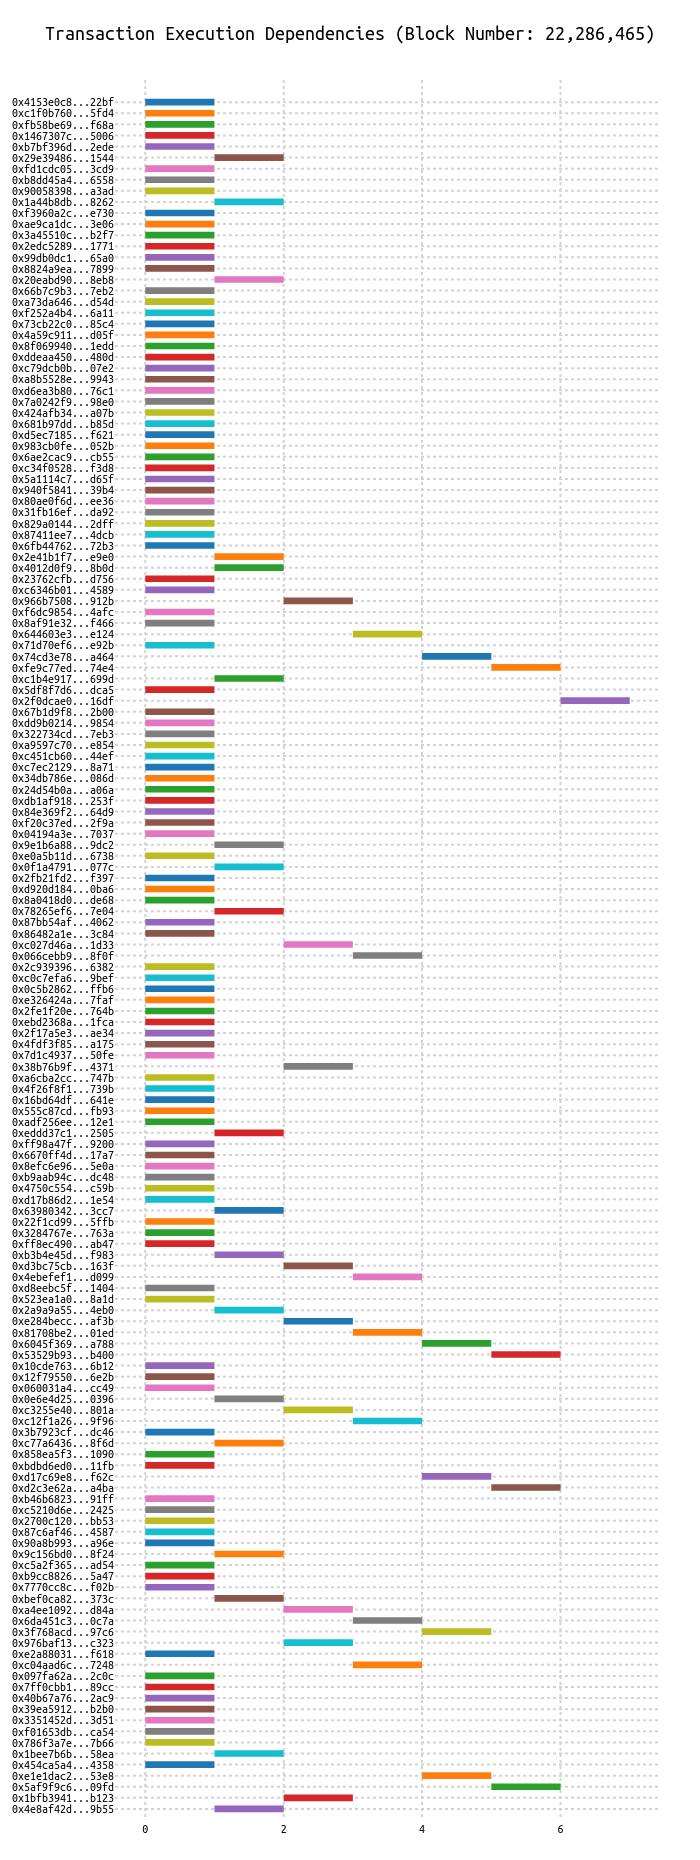 Transaction Execution Dependencies (Block Number: 22,286,465)
0x4153e0c8...22bf
0xc1f0b760...5fd4
0xfb58be69...f68a
0x1467307c...5006
0xb7bf396d...2ede
0x29e39486...1544
0xfd1cdc05...3cd9
0xb8dd45a4...6558
0x90058398...a3ad
0x1a44b8db...8262
0xf3960a2c...e730
0xae9ca1dc...3e06
0x3a45510c...b2f7
0x2edc5289...1771
0x99db0dc1...65a0
0x8824a9ea...7899
0x20eabd90...8eb8
0x66b7c9b3...7eb2
0xa73da646...d54d
0xf252a4b4...6a11
0x73cb22c0...85c4
0x4a59c911...d05f
0x8f069940...1edd
0xddeaa450...480d
0xc79dcb0b...07e2
0xa8b5528e...9943
0xd6ea3b80...76c1
0x7a0242f9...98e0
0x424afb34...a07b
0x681b97dd...b85d
0xd5ec7185...f621
0x983cb0fe...052b
0x6ae2cac9...cb55
0xc34f0528...f3d8
0x5a1114c7...d65f
0x940f5841...39b4
0x80ae0f6d...ee36
0x31fb16ef...da92
0x829a0144...2dff
0x87411ee7...4dcb
0x6fb44762...72b3
0x2e41b1f7...e9e0
0x4012d0f9...8b0d
0x23762cfb...d756
0xc6346b01...4589
0x966b7508...912b
0xf6dc9854...4afc
0x8af91e32...f466
0x644603e3...e124
0x71d70ef6...e92b
0x74cd3e78...a464
0xfe9c77ed...74e4
0xc1b4e917...699d
0x5df8f7d6...dca5
0x2f0dcae0...16df
0x67b1d9f8...2b00
0xdd9b0214...9854
0x322734cd...7eb3
0xa9597c70...e854
0xc451cb60...44ef
0xc7ec2129...8a71
0x34db786e...086d
0x24d54b0a...a06a
0xdb1af918...253f
0x84e369f2...64d9
0xf20c37ed...2f9a
0x04194a3e...7037
0x9e1b6a88...9dc2
0xe0a5b11d...6738
0x0f1a4791...077c
0x2fb21fd2...f397
0xd920d184...0ba6
0x8a0418d0...de68
0x78265ef6...7e04
0x87bb54af...4062
0x86482a1e...3c84
0xc027d46a...1d33
0x066cebb9...8f0f
0x2c939396...6382
0xc0c7efa6...9bef
0x0c5b2862...ffb6
0xe326424a...7faf
0x2fe1f20e...764b
0xebd2368a...1fca
0x2f17a5e3...ae34
0x4fdf3f85...a175
0x7d1c4937...50fe
0x38b76b9f...4371
0xa6cba2cc...747b
0x4f26f8f1...739b
0x16bd64df...641e
0x555c87cd...fb93
0xadf256ee...12e1
0xeddd37c1...2505
0xff98a47f...9200
0x6670ff4d...17a7
0x8efc6e96...5e0a
0xb9aab94c...dc48
0x4750c554...c59b
0xd17b86d2...1e54
0x63980342...3cc7
0x22f1cd99...5ffb
0x3284767e...763a
0xff8ec490...ab47
0xb3b4e45d...f983
0xd3bc75cb...163f
0x4ebefef1...d099
0xd8eebc5f...1404
0x523ea1a0...8a1d
0x2a9a9a55...4eb0
0xe284becc...af3b
0x81708be2...01ed
0x6045f369...a788
0x53529b93...b400
0x10cde763...6b12
0x12f79550...6e2b
0x060031a4...cc49
0x0e6e4d25...0396
0xc3255e40...801a
0xc12f1a26...9f96
0x3b7923cf...dc46
0xc77a6436...8f6d
0x858ea5f3...1090
0xbdbd6ed0...11fb
0xd17c69e8...f62c
0xd2c3e62a...a4ba
0xb46b6823...91ff
0xc5210d6e...2425
0x2700c120...bb53
0x87c6af46...4587
0x90a8b993...a96e
0x9c156bd0...8f24
0xc5a2f365...ad54
0xb9cc8826...5a47
0x7770cc8c...f02b
0xbef0ca82...373c
0xa4ee1092...d84a
0x6da451c3...0c7a
0x3f768acd...97c6
0x976baf13...c323
0xe2a88031...f618
0xc04aad6c...7248
0x097fa62a...2c0c
0x7ff0cbb1...89cc
0x40b67a76...2ac9
0x39ea5912...b2b0
0x3351452d...3d51
0xf01653db...ca54
0x786f3a7e...7b66
0x1bee7b6b...58ea
0x454ca5a4...4358
0xe1e1dac2...53e8
0x5af9f9c6...09fd
0x1bfb3941...b123
0x4e8af42d...9b55
0 2 4 6